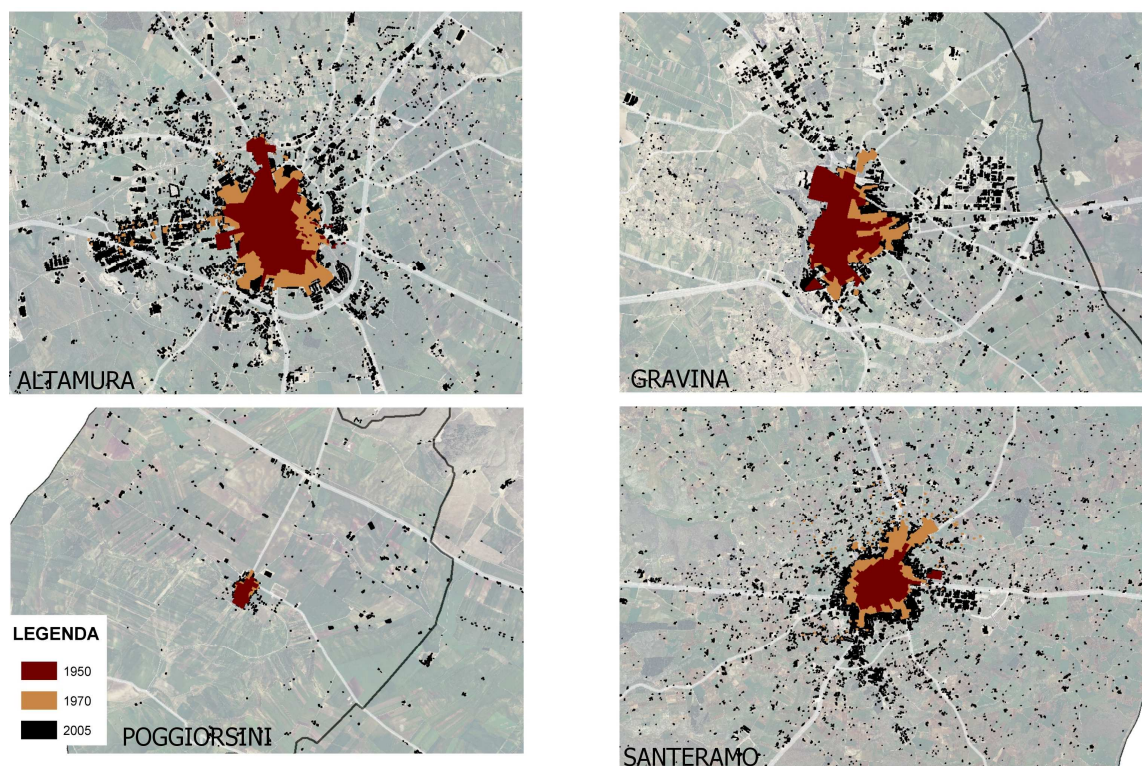 ALTAMURA
GRAVINA
LEGENDA
1950
1970
2005
POGGIORSINI
SANTERAMO